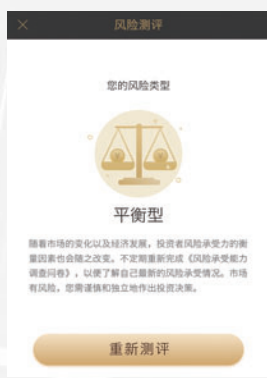 风险测评
您的风险类型
平衡型
随着市场的变化以及经济发展，投资者风险承受力的衡
量因素也会随之改变。不定期重新完成《风险承受能力
调查问卷》，以便了解自己最新的风险承受情况。市场
有风险，您需谨慎和独立地作出投资决策。
重新测评